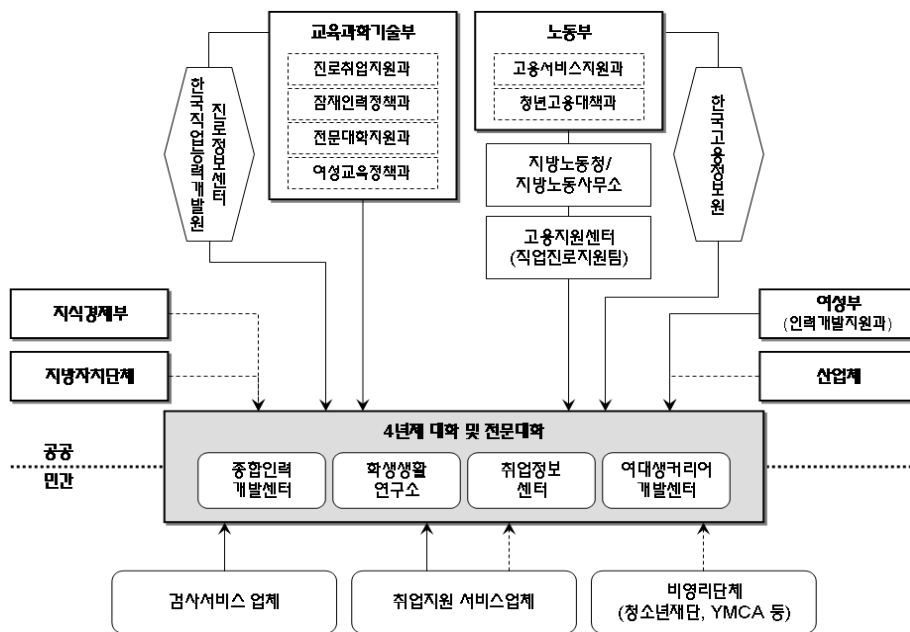 교육과학기술부
진로취업지원과
잠재인력정책과
전문대학지원과
여성교육정책과
노동부
고용서비스지원과
청년고용대책과
진로정보센터
한국직업능력개발원
한국고용정보원
지방노동청/
지방노동사무소
고용지원센터
(직업진로지원팀)
지식경제부
지방자치단체
여성부
(인력개발지원과)
산업체
4년제 대학 및 전문대학
공공
민간
종합인력
개발센터
학생생활
연구소
취업정보
센터
여대생커리어
개발센터
검사서비스 업체
취업지원 서비스업체
비영리단체
(청소년재단, YMCA 등)